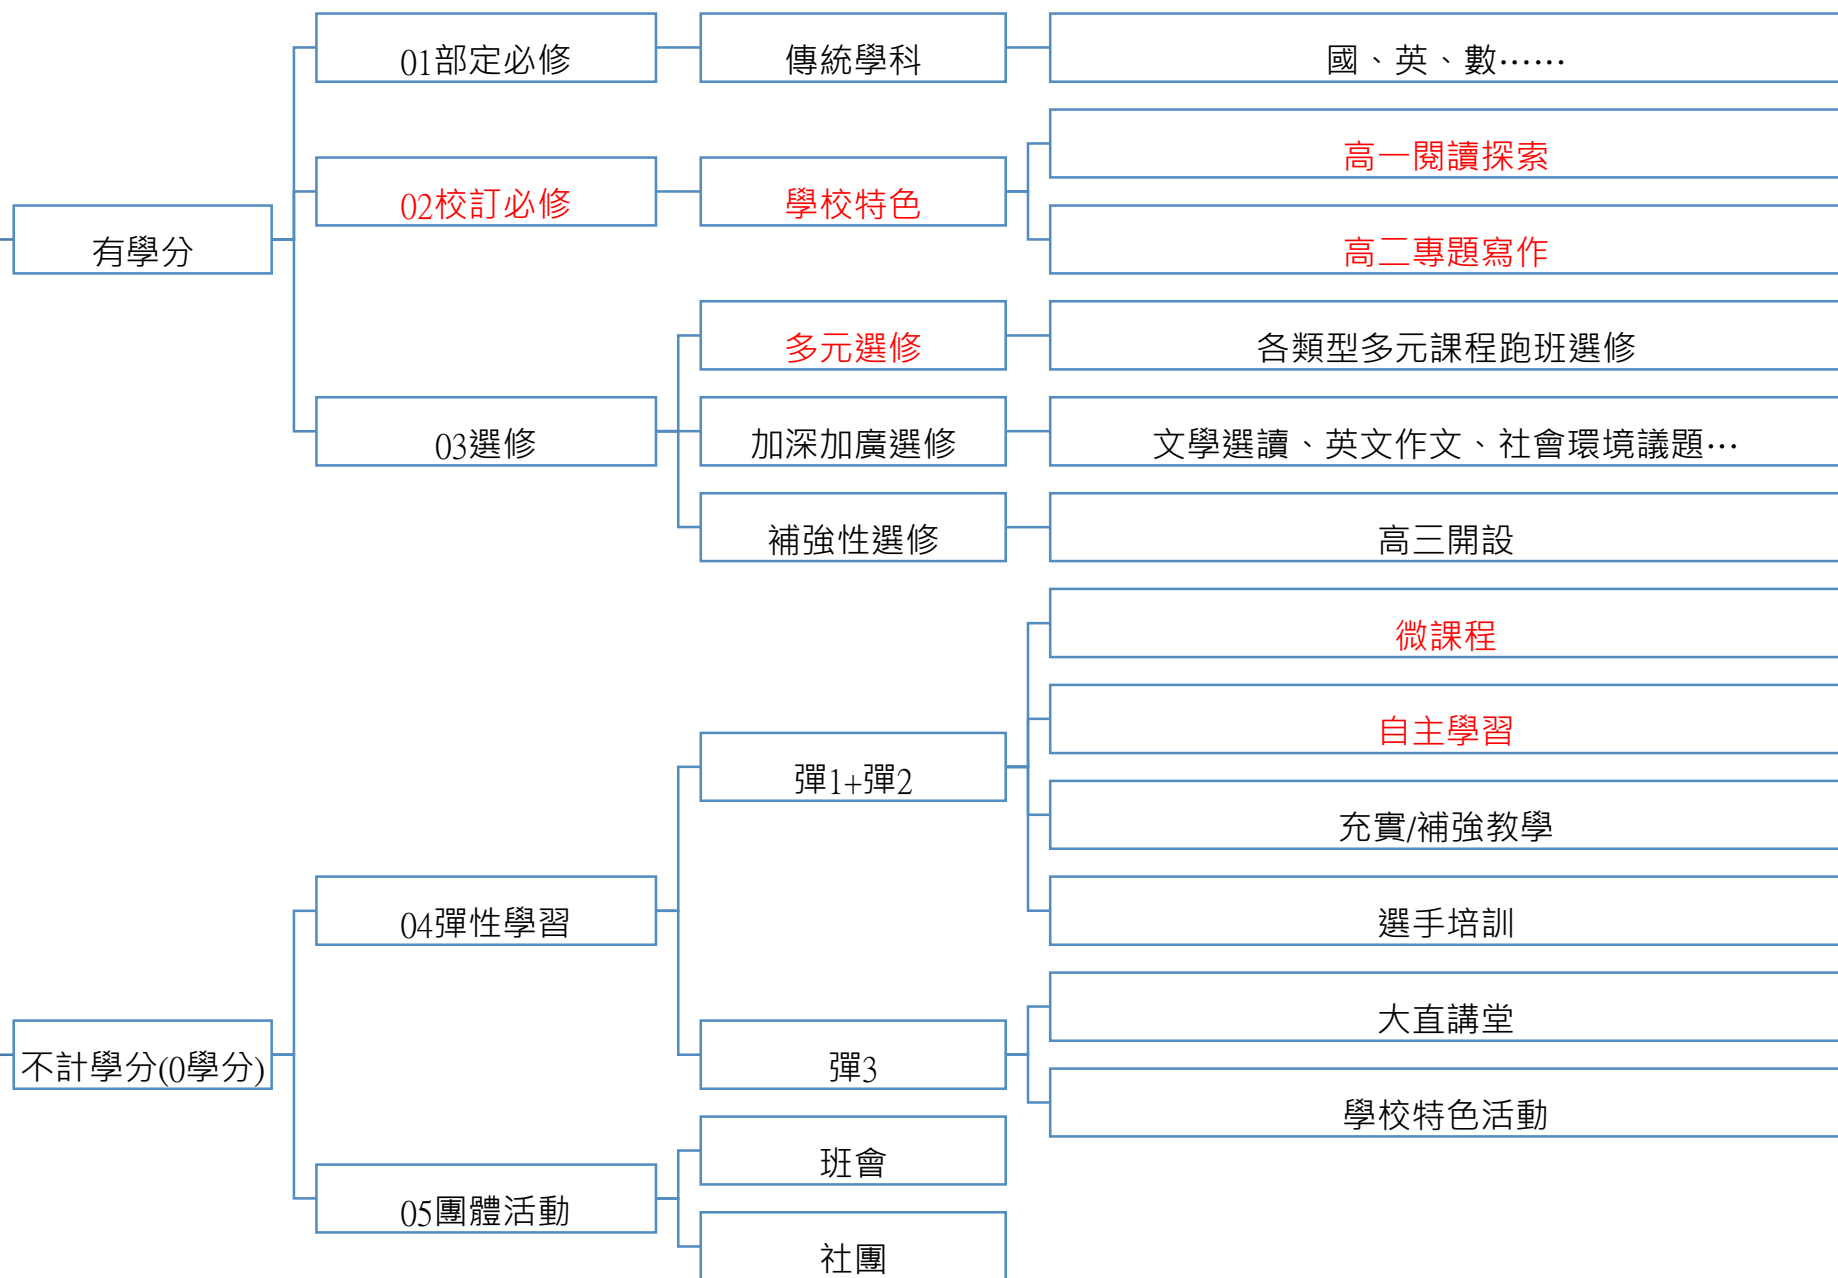 有學分
01部定必修
傳統學科
國、英、數……
02校訂必修
學校特色
高一閱讀探索
高二專題寫作
03選修
多元選修
各類型多元課程跑班選修
加深加廣選修
文學選讀、英文作文、社會環境議題…
補強性選修
高三開設
不計學分(0學分)
04彈性學習
彈1+彈2
微課程
自主學習
充實/補強教學
選手培訓
彈3
大直講堂
學校特色活動
05團體活動
班會
社團